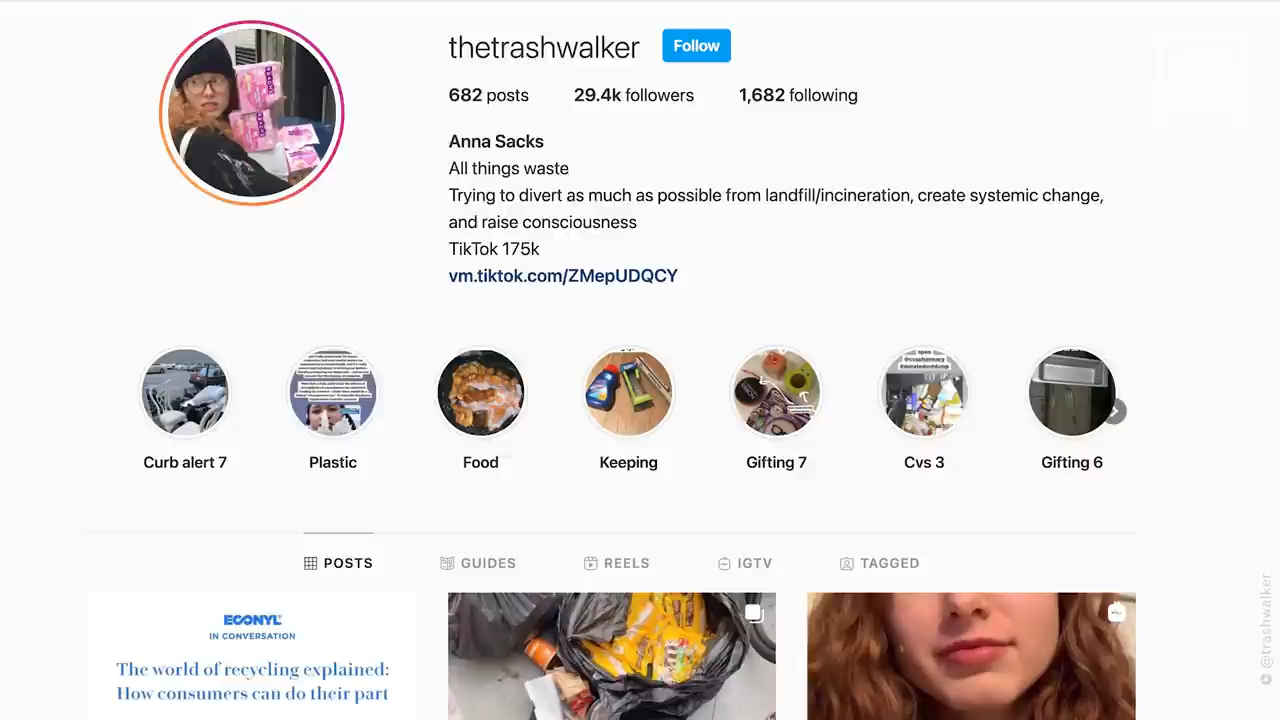 thetrashwalker
Follow
682 posts
29.4k followers
1,682 following
Anna Sacks
All things waste
Trying to divert as much as possible from landfill/incineration, create systemic change,
and raise consciousness
TikTok 175k
vm.tiktok.com/ZMepUDQCY
@cvspharmacy
#donatedontdump
Curb alert 7
Plastic
Food
Keeping
Gifting 7
Cvs 3
Gifting 6
POSTS
GUIDES
REELS
IGTV
TAGGED
ECONYL®
IN CONVERSATION
The world of recycling explained:
How consumers can do their part
@trashwalker